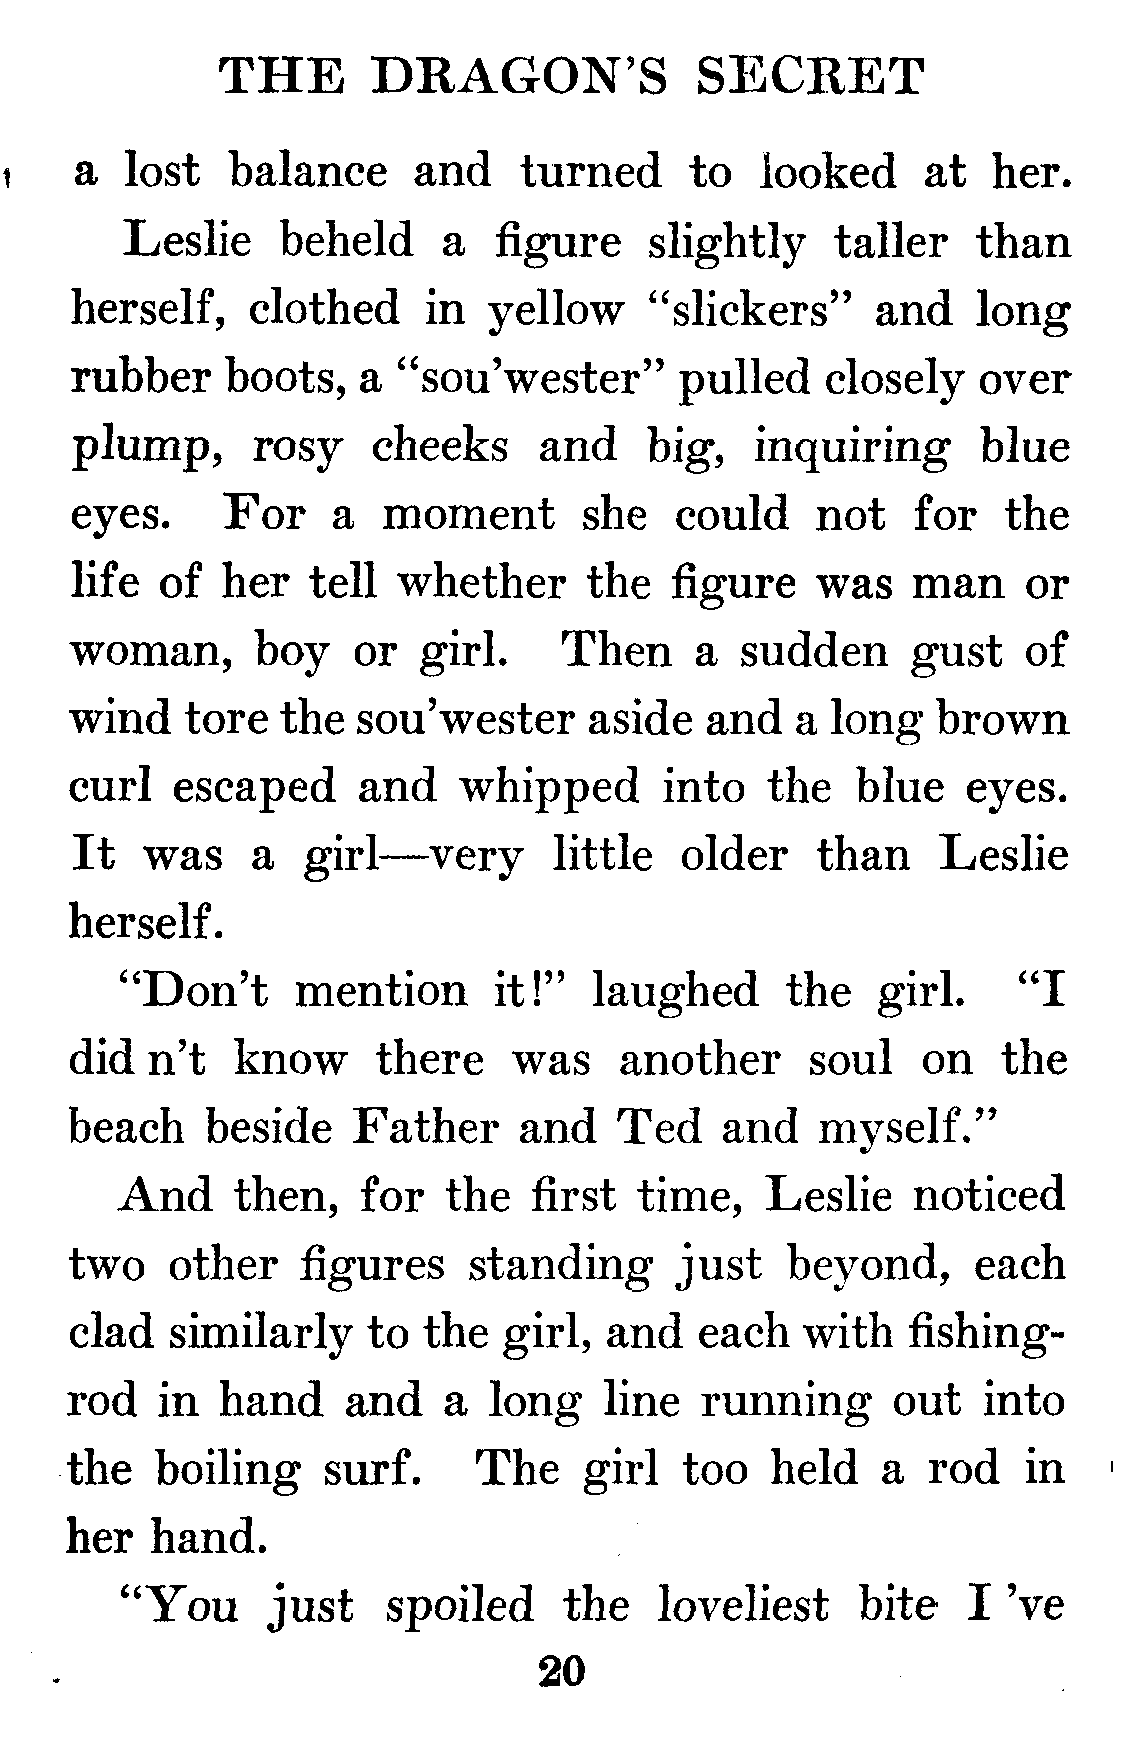 THE DRAGON'S SECRET
a lost balance and turned to looked at her.
Leslie beheld a figure slightly taller than
herself, clothed in yellow “slickers” and long
rubber boots, a “sou'wester” pulled closely over
plump, rosy cheeks and big, inquiring blue
eyes. For a moment she could not for the
life of her tell whether the figure was man or
woman, boy or girl. Then a sudden gust of
wind tore the sou'wester aside and a long brown
curl escaped and whipped into the blue eyes.
It was a girl—very little older than Leslie
herself.
“Don't mention it!” laughed the girl. “I
did n't know there was another soul on the
beach beside Father and Ted and myself.”
And then, for the first time, Leslie noticed
two other figures standing just beyond, each
clad similarly to the girl, and each with fishing-
rod in hand and a long line running out into
the boiling surf. The girl too held a rod in
her hand.
“You just spoiled the loveliest bite I 've
20